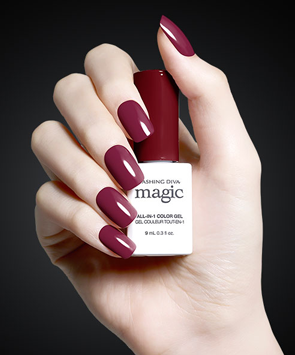 ASHING DIVA
magic
ALL-IN-1 COLOR GEL
GEL COULEUR TOUT-EN-1
9 mL 0.3 fl oz.